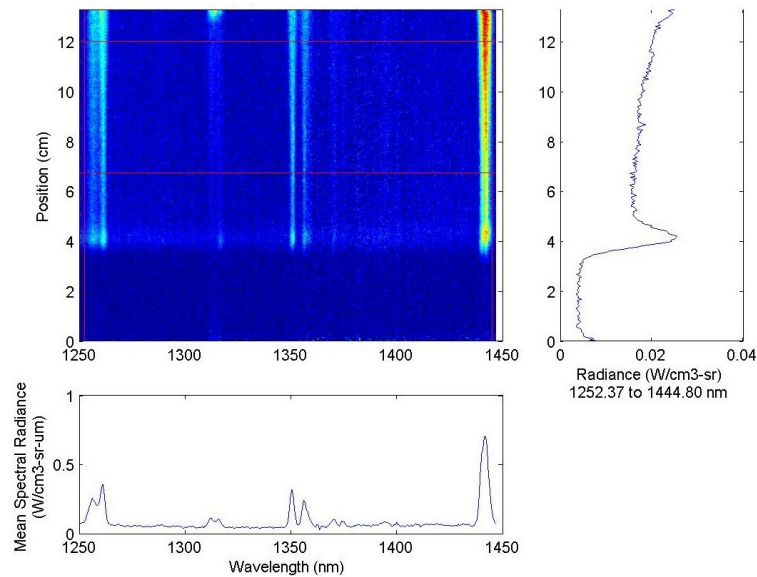 12
10
8
6
4
2
0
Position (cm)
1250 1300 1350 1400 1450
12
10
8
6
4
2
0
0 0.02 0.04
Radiance (W/cm3-sr)
1252.37 to 1444.80 nm
1
0.5
0
Mean Spectral Radiance
(W/cm3-sr-um)
1250 1300 1350 1400 1450
Wavelength (nm)